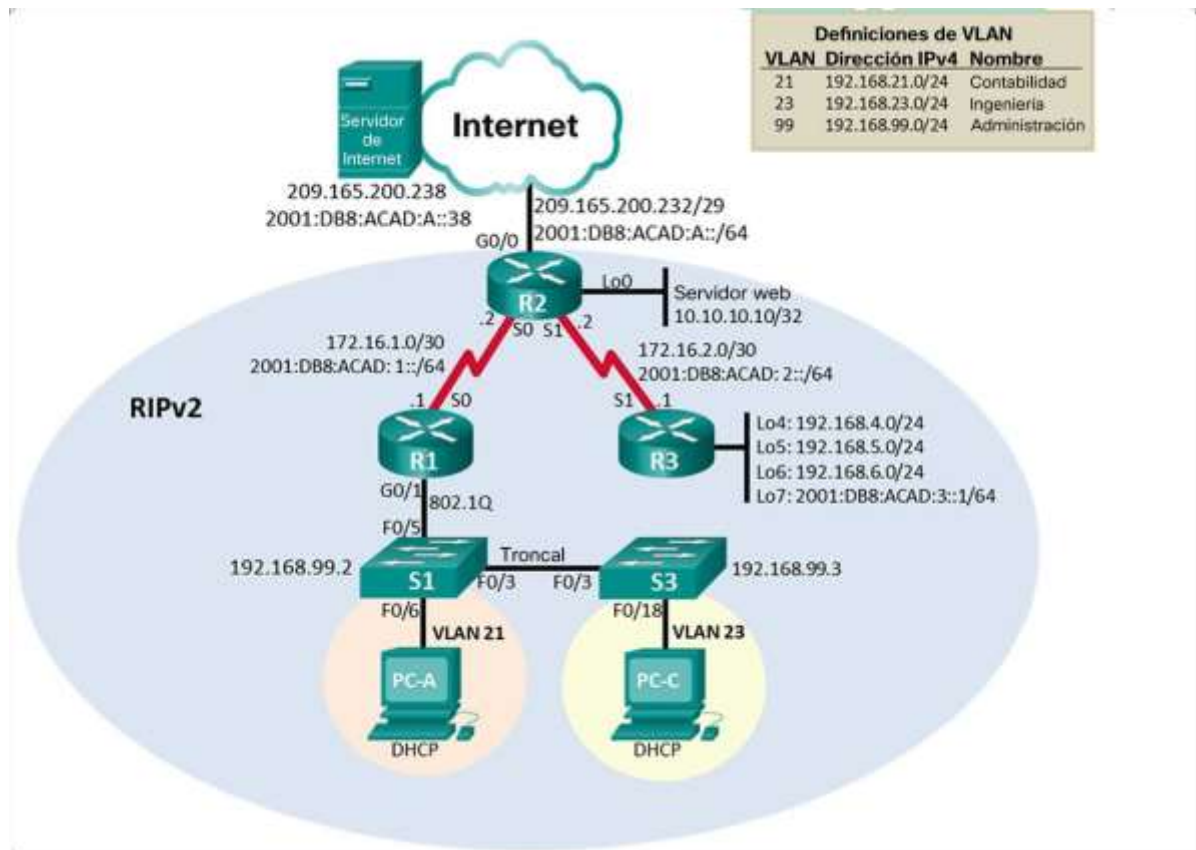 Definiciones de VLAN
VLAN Dirección IPv4 Nombre
21 192.168.21.0/24 Contabilidad
23 192.168.23.0/24 Ingeniería
99 192.168.99.0/24 Administración
Servidor
de
Internet
Internet
209.165.200.238
2001:DB8:ACAD:A::38
209.165.200.232/29
2001:DB8:ACAD:A::/64
G0/0
R2
Lo0
Servidor web
10.10.10.10/32
.2
S0
S1
.2
172.16.1.0/30
2001:DB8:ACAD: 1::/64
172.16.2.0/30
2001:DB8:ACAD: 2::/64
RIPv2
.1
S0
S1
.1
R1
R3
Lo4: 192.168.4.0/24
Lo5: 192.168.5.0/24
Lo6: 192.168.6.0/24
Lo7: 2001:DB8:ACAD:3::1/64
G0/1
802.1Q
F0/5
192.168.99.2
S1
Troncal
F0/3
F0/3
S3
192.168.99.3
F0/6
VLAN 21
F0/18
VLAN 23
PC-A
PC-C
DHCP
DHCP